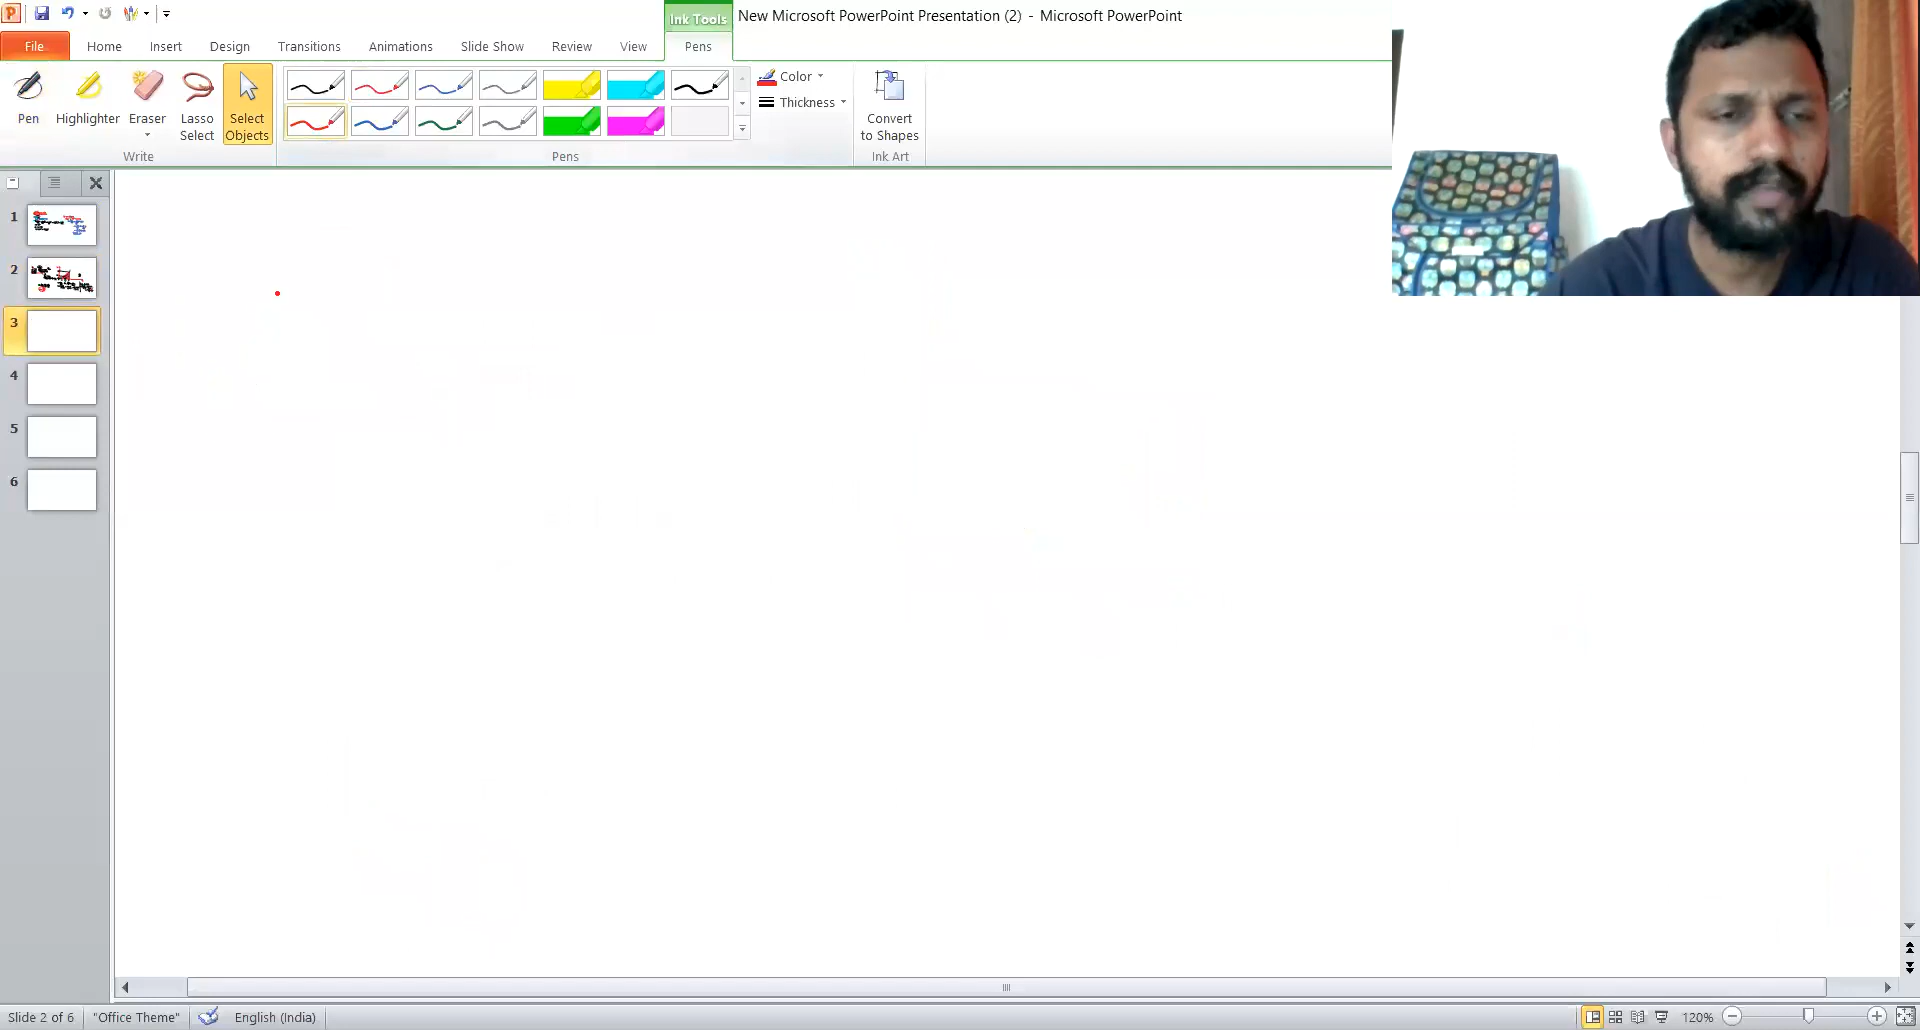 Ink Tools New Microsoft PowerPoint Presentation (2) - Microsoft PowerPoint
File Home Insert Design Transitions Animations Slide Show Review View Pens
Pen Highlighter Eraser Lasso Select Select Objects
Color
Thickness
Convert to Shapes
Write Pens Ink Art
1
2
3
4
5
6
Slide 2 of 6 "Office Theme" English (India) 120%